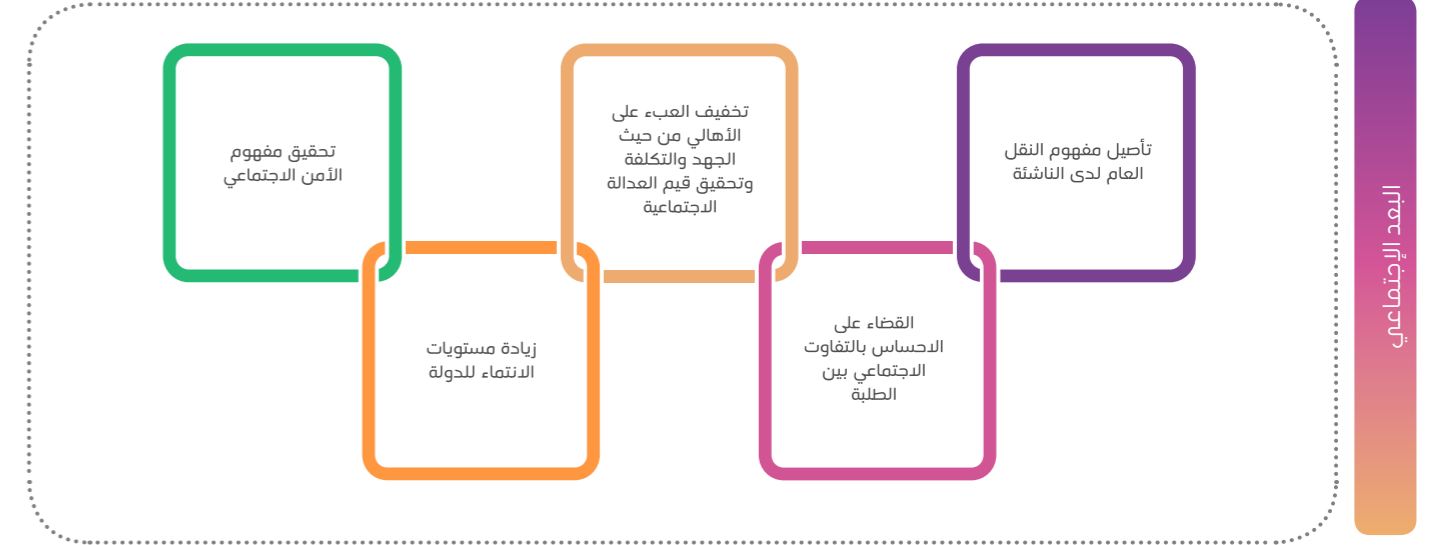 البعد الإجتماعي
تأصيل مفهوم النقل
العام لدى الناشئة
القضاء على
الاحساس بالتفاوت
الاجتماعي بين
الطلبة
تخفيف العبء على
الأهالي من حيث
الجهد والتكلفة
وتحقيق قيم العدالة
الاجتماعية
زيادة مستويات
الانتماء للدولة
تحقيق مفهوم
الأمن الاجتماعي